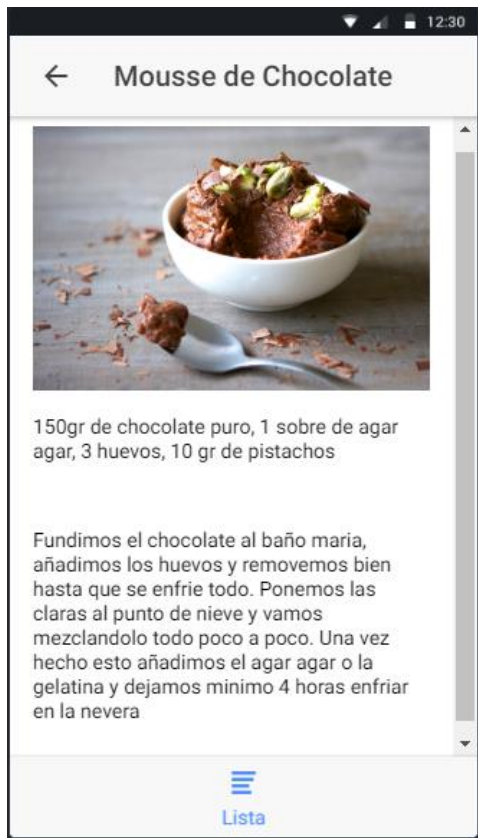 12:30
Mousse de Chocolate
150gr de chocolate puro, 1 sobre de agar
agar, 3 huevos, 10 gr de pistachos
Fundimos el chocolate al baño maria,
añadimos los huevos y removemos bien
hasta que se enfrie todo. Ponemos las
claras al punto de nieve y vamos
mezclandolo todo poco a poco. Una vez
hecho esto añadimos el agar agar o la
gelatina y dejamos minimo 4 horas enfriar
en la nevera
Lista